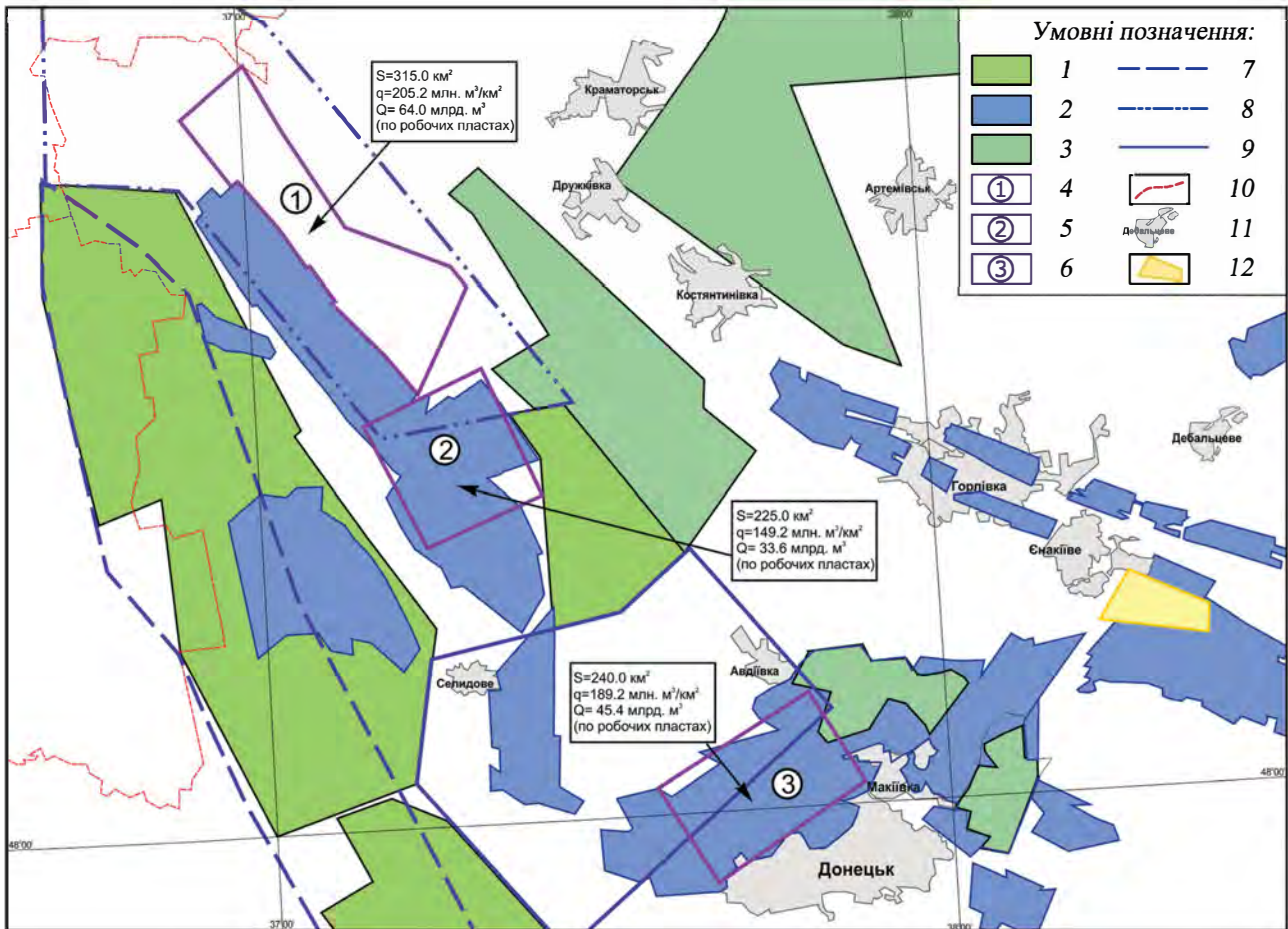 37°00'
38°00'
Умовні позначення:
1
2
3
① 4
② 5
③ 6
7
8
9
10
Дебальцеве 11
12
S=315.0 км²
q=205.2 млн. м³/км²
Q= 64.0 млрд. м³
(по робочих пластах)
Краматорськ
Дружківка
Артемівськ
①
Костянтинівка
②
Дебальцеве
Горлівка
S=225.0 км²
q=149.2 млн. м³/км²
Q= 33.6 млрд. м³
(по робочих пластах)
Єнакієве
Авдіївка
Селидове
S=240.0 км²
q=189.2 млн. м³/км²
Q= 45.4 млрд. м³
(по робочих пластах)
③
Макіївка
48°00'
48°00'
Донецьк
37°00'
38°00'